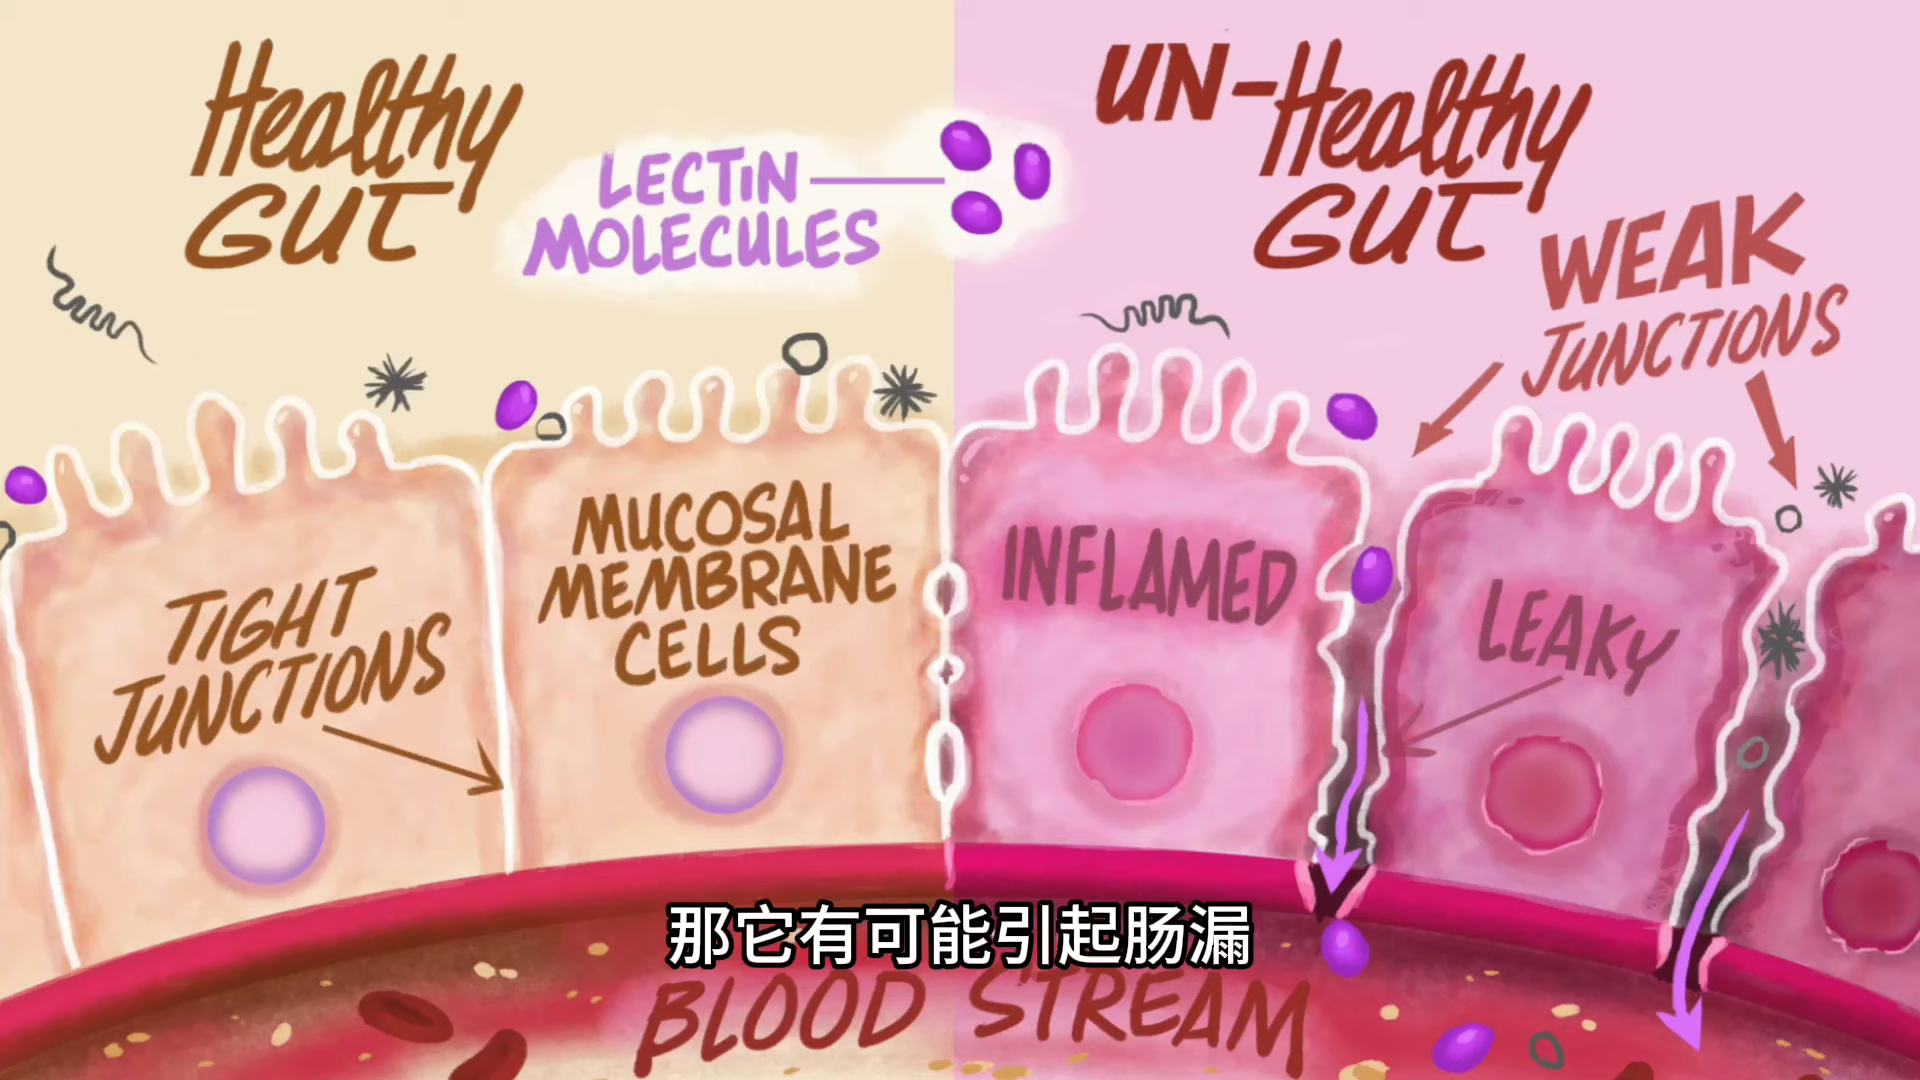 Healthy
GUT
LECTIN
MOLECULES
UN-Healthy
GUT
WEAK
JUNCTIONS
TIGHT
JUNCTIONS
MUCOSAL
MEMBRANE
CELLS
INFLAMED
LEAKY
那它有可能引起肠漏
BLOOD STREAM